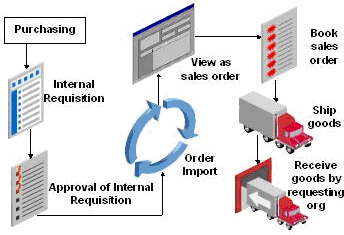 Purchasing
Internal
Requisition
Approval of Internal
Requisition
Order
Import
View as
sales order
Book
sales
order
Ship
goods
Receive
goods by
requesting
org